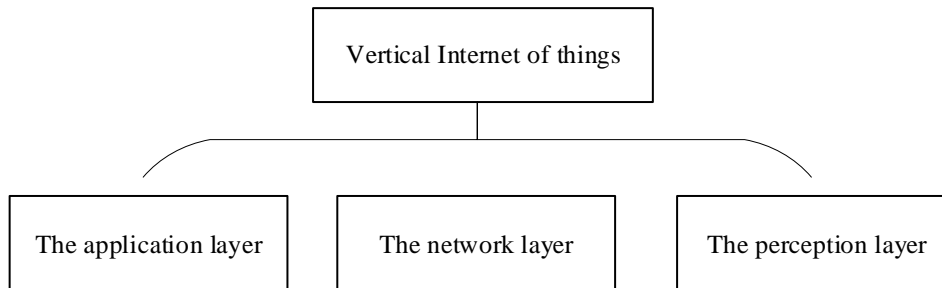 Vertical Internet of things
The application layer
The network layer
The perception layer